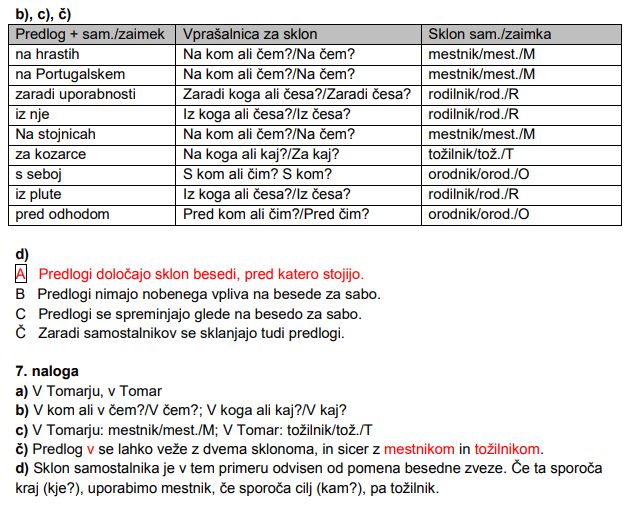 b), c), č)
Predlog + sam./zaimek Vprašalnica za sklon Sklon sam./zaimka
na hrastih Na kom ali čem?/Na čem? mestnik/mest./M
na Portugalskem Na kom ali čem?/Na čem? mestnik/mest./M
zaradi uporabnosti Zaradi koga ali česa?/Zaradi česa? rodilnik/rod./R
iz nje Iz koga ali česa?/Iz česa? rodilnik/rod./R
Na stojnicah Na kom ali čem?/Na čem? mestnik/mest./M
za kozarce Na koga ali kaj?/Za kaj? tožilnik/tož./T
s seboj S kom ali čim? S kom? orodnik/orod./O
iz plute Iz koga ali česa?/Iz česa? rodilnik/rod./R
pred odhodom Pred kom ali čim?/Pred čim? orodnik/orod./O
d)
A Predlogi določajo sklon besedi, pred katero stojijo.
B Predlogi nimajo nobenega vpliva na besede za sabo.
C Predlogi se spreminjajo glede na besedo za sabo.
Č Zaradi samostalnikov se sklanjajo tudi predlogi.
7. naloga
a) V Tomarju, v Tomar
b) V kom ali v čem?/V čem?; V koga ali kaj?/V kaj?
c) V Tomarju: mestnik/mest./M; V Tomar: tožilnik/tož./T
č) Predlog v se lahko veže z dvema sklonoma, in sicer z mestnikom in tožilnikom.
d) Sklon samostalnika je v tem primeru odvisen od pomena besedne zveze. Če ta sporoča
kraj (kje?), uporabimo mestnik, če sporoča cilj (kam?), pa tožilnik.